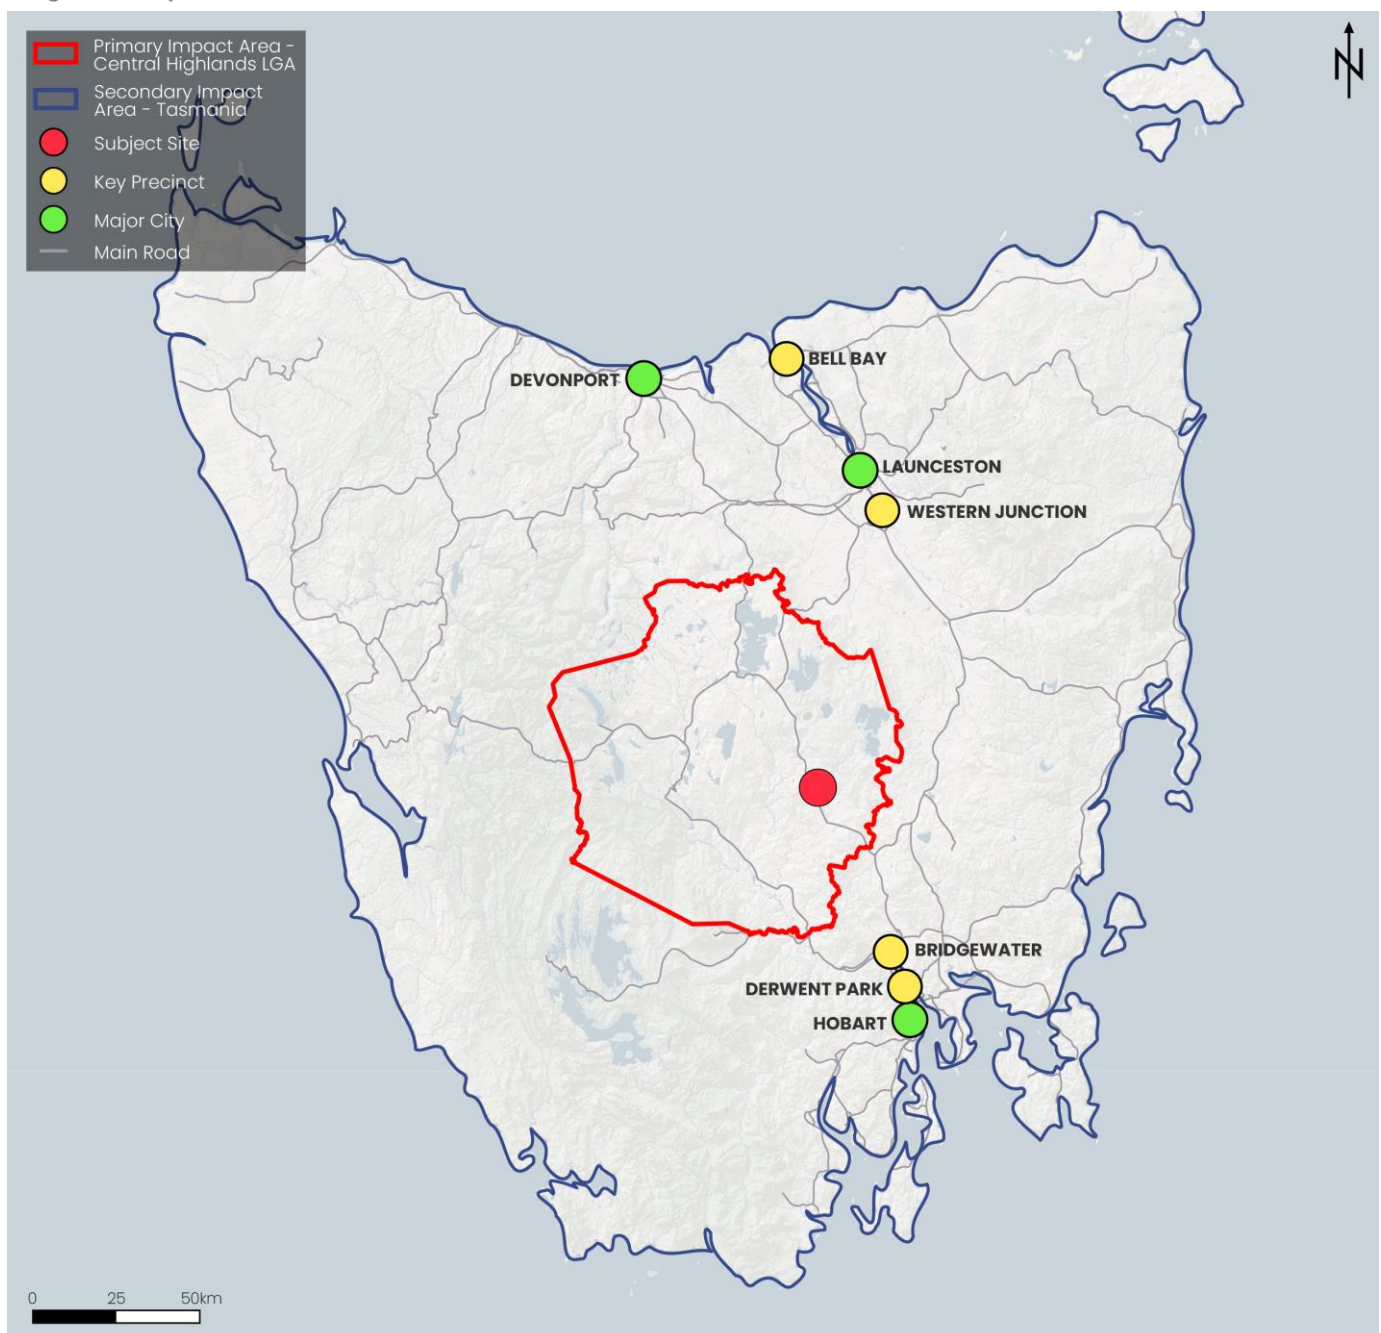 Primary Impact Area -
Central Highlands LGA
Secondary Impact
Area - Tasmania
Subject Site
Key Precinct
Major City
Main Road
N
BELL BAY
DEVONPORT
LAUNCESTON
WESTERN JUNCTION
BRIDGEWATER
DERWENT PARK
HOBART
0 25 50km